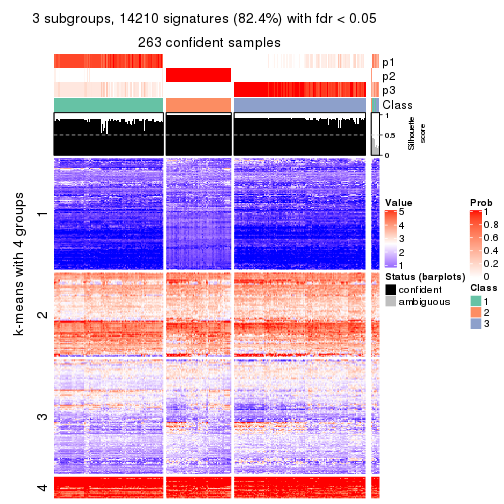 3 subgroups, 14210 signatures (82.4%) with fdr < 0.05
263 confident samples
p1
p2
p3
Class
1
0.5
0
Silhouette
score
k-means with 4 groups
1
2
3
4
Value
5
4
3
2
1
Status (barplots)
confident
ambiguous
Prob
1
0.8
0.6
0.4
0.2
0
Class
1
2
3